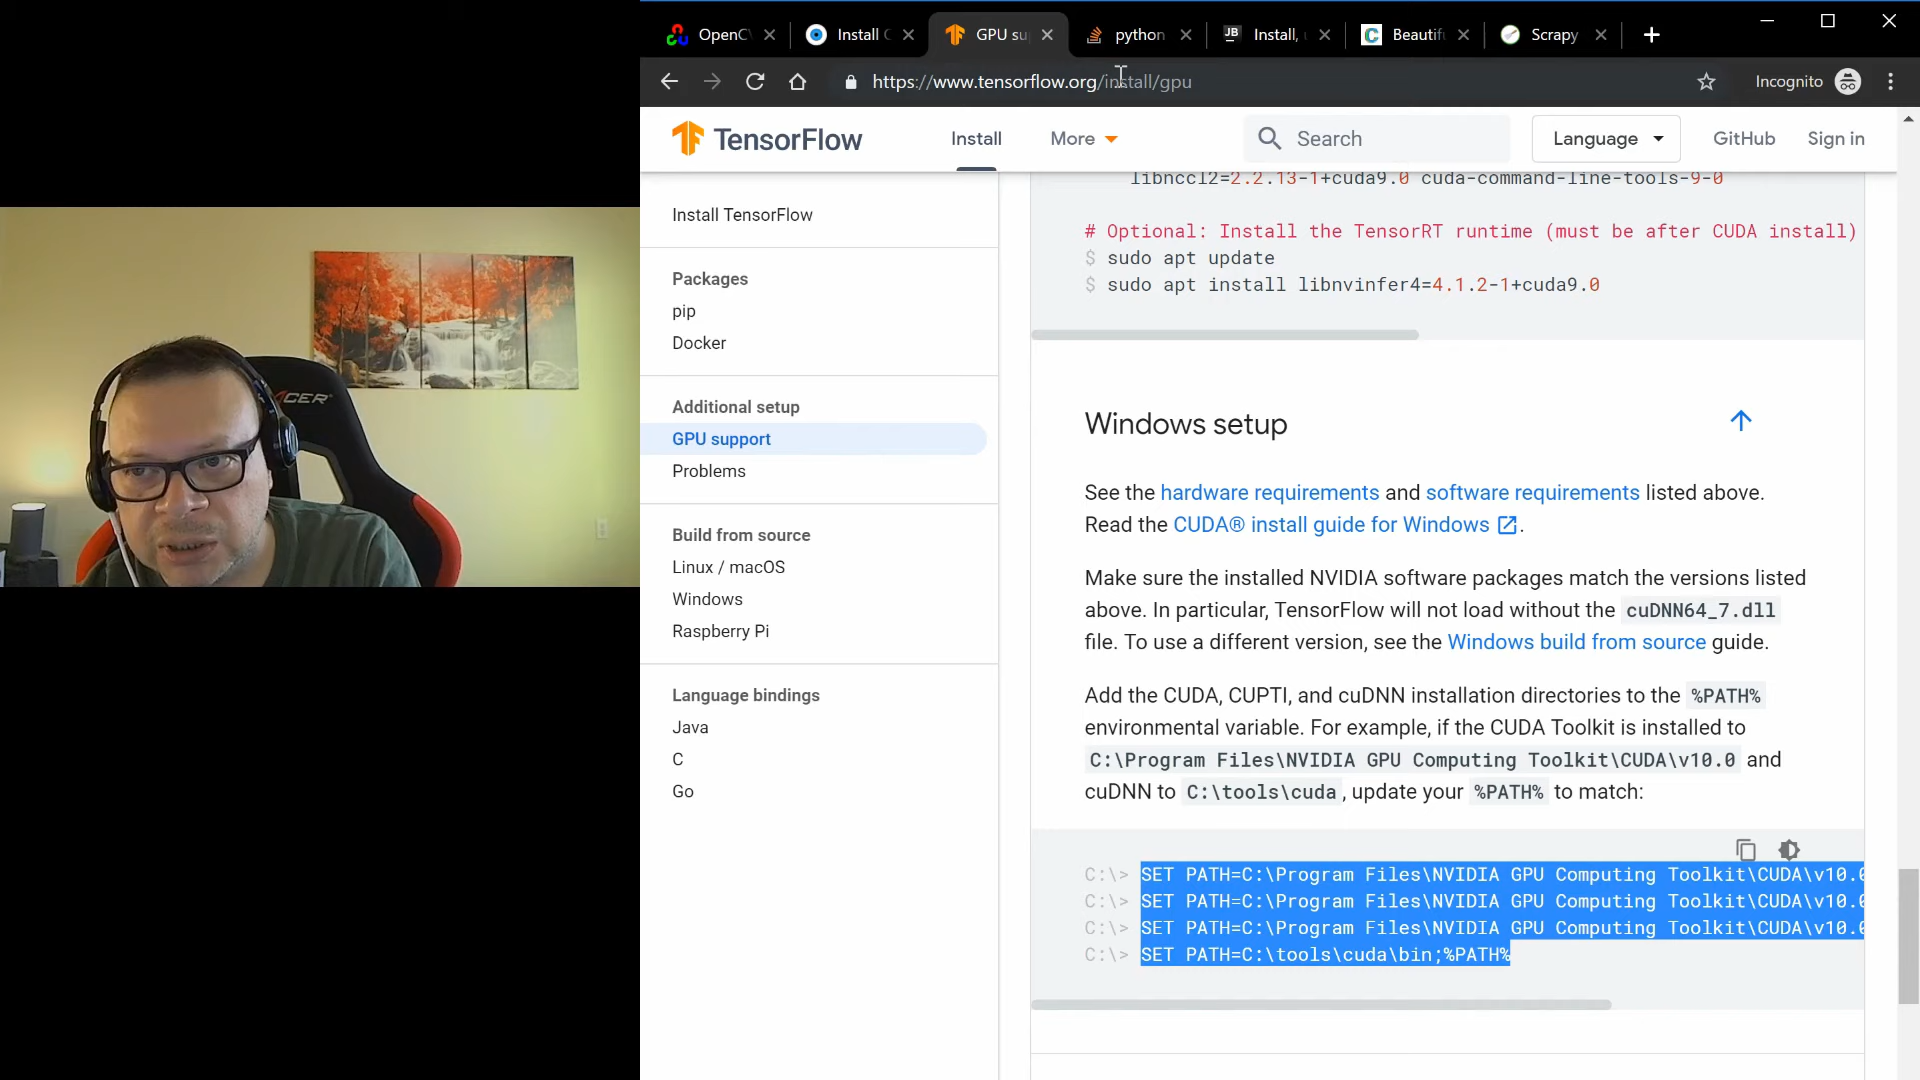 OpenC
Install C
GPU su
python
JB
Install, u
Beautifu
Scrapy
https://www.tensorflow.org/install/gpu
Incognito
TensorFlow
Install
More
Search
Language
GitHub
Sign in
Install TensorFlow
Packages
pip
Docker
Additional setup
GPU support
Problems
Build from source
Linux / macOS
Windows
Raspberry Pi
Language bindings
Java
C
Go
libnccl2=2.2.13-1+cuda9.0 cuda-command-line-tools-9-0
# Optional: Install the TensorRT runtime (must be after CUDA install)
$ sudo apt update
$ sudo apt install libnvinfer4=4.1.2-1+cuda9.0
Windows setup
See the hardware requirements and software requirements listed above.
Read the CUDA® install guide for Windows.
Make sure the installed NVIDIA software packages match the versions listed
above. In particular, TensorFlow will not load without the cuDNN64_7.dll
file. To use a different version, see the Windows build from source guide.
Add the CUDA, CUPTI, and cuDNN installation directories to the %PATH%
environmental variable. For example, if the CUDA Toolkit is installed to
C:\Program Files\NVIDIA GPU Computing Toolkit\CUDA\v10.0 and
cuDNN to C:\tools\cuda, update your %PATH% to match:
C:\> SET PATH=C:\Program Files\NVIDIA GPU Computing Toolkit\CUDA\v10.0
C:\> SET PATH=C:\Program Files\NVIDIA GPU Computing Toolkit\CUDA\v10.0
C:\> SET PATH=C:\Program Files\NVIDIA GPU Computing Toolkit\CUDA\v10.0
C:\> SET PATH=C:\tools\cuda\bin;%PATH%